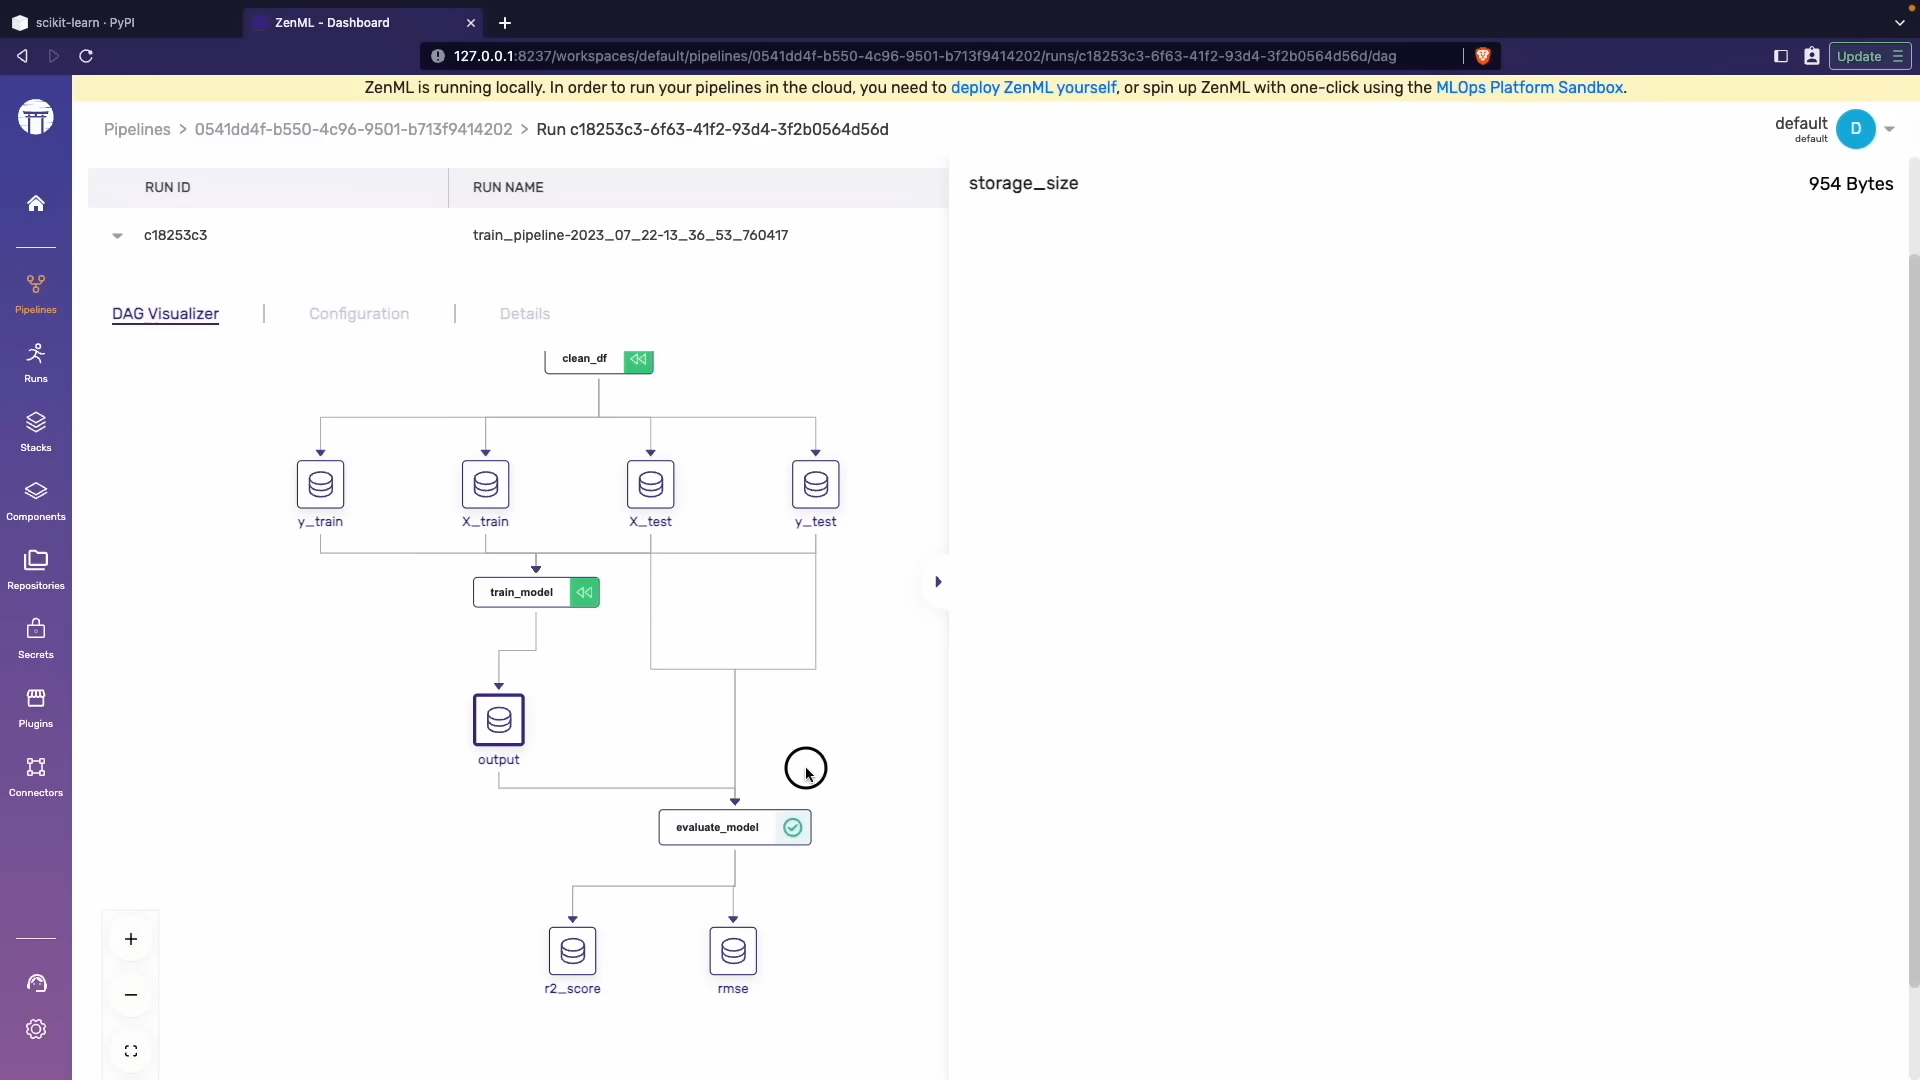 scikit-learn · PyPI
ZenML - Dashboard
127.0.0.1:8237/workspaces/default/pipelines/0541dd4f-b550-4c96-9501-b713f9414202/runs/c18253c3-6f63-41f2-93d4-3f2b0564d56d/dag
Update
ZenML is running locally. In order to run your pipelines in the cloud, you need to deploy ZenML yourself, or spin up ZenML with one-click using the MLOps Platform Sandbox.
Pipelines > 0541dd4f-b550-4c96-9501-b713f9414202 > Run c18253c3-6f63-41f2-93d4-3f2b0564d56d
default
default
D
Pipelines
Runs
Stacks
Components
Repositories
Secrets
Plugins
Connectors
RUN ID
RUN NAME
c18253c3
train_pipeline-2023_07_22-13_36_53_760417
DAG Visualizer | Configuration | Details
clean_df
y_train
X_train
X_test
y_test
train_model
output
evaluate_model
r2_score
rmse
storage_size
954 Bytes